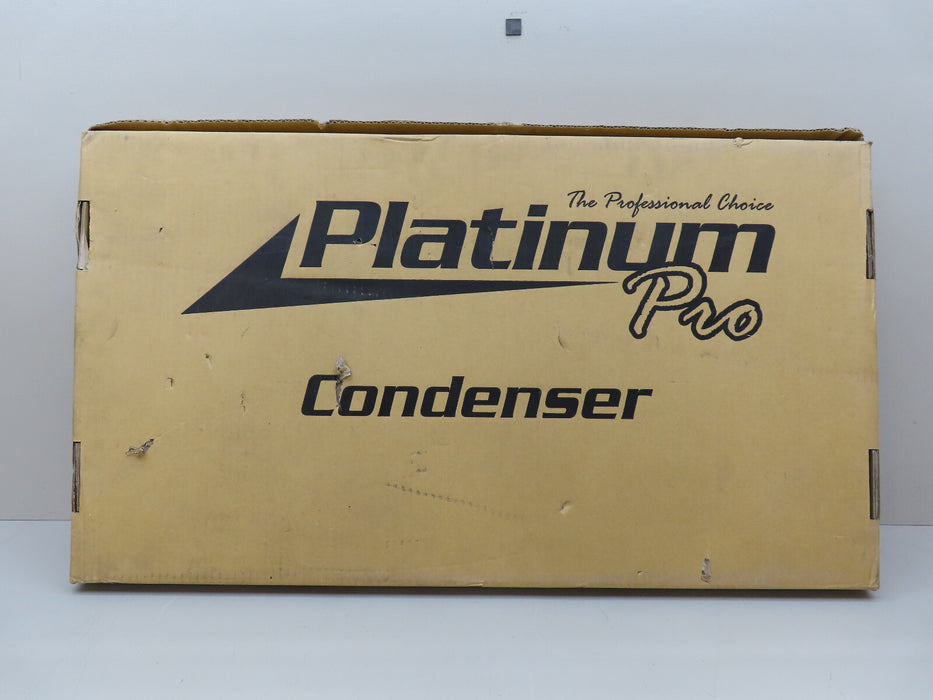 The Professional Choice
Platinum
Pro
Condenser